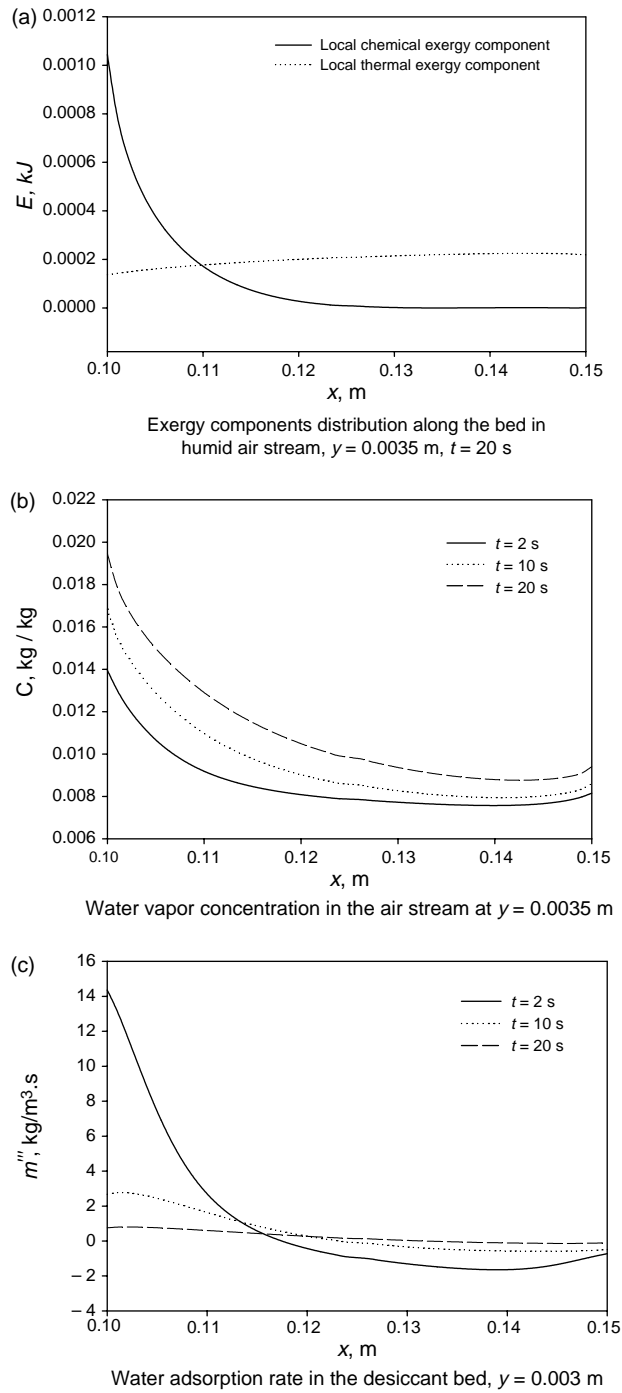 (a)
0.0012
0.0010
0.0008
0.0006
0.0004
0.0002
0.0000
E, kJ
Local chemical exergy component
Local thermal exergy component
0.10 0.11 0.12 0.13 0.14 0.15
x, m
Exergy components distribution along the bed in
humid air stream, y = 0.0035 m, t = 20 s
(b)
0.022
0.020
0.018
0.016
0.014
0.012
0.010
0.008
0.006
C, kg / kg
t = 2 s
t = 10 s
t = 20 s
0.10 0.11 0.12 0.13 0.14 0.15
x, m
Water vapor concentration in the air stream at y = 0.0035 m
(c)
16
14
12
10
8
6
4
2
0
– 2
– 4
m''', kg/m³.s
t = 2 s
t = 10 s
t = 20 s
0.10 0.11 0.12 0.13 0.14 0.15
x, m
Water adsorption rate in the desiccant bed, y = 0.003 m